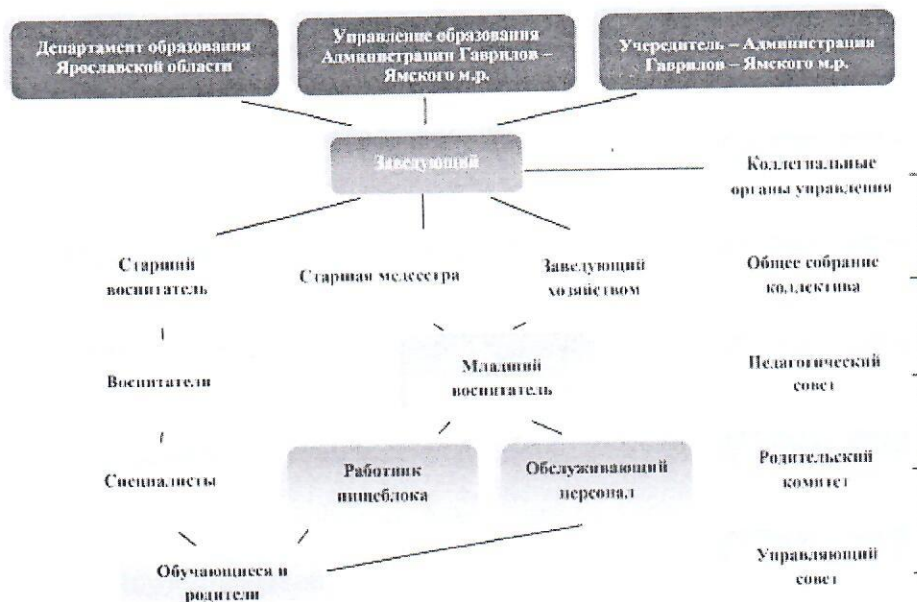 Департамент образования
Ярославской области
Управление образования
Администрации Гаврилов –
Ямского м.р.
Учередитель – Администрация
Гаврилов – Ямского м.р.
Заведующий
Коллегиальные
органы управления
Старший
воспитатель
Старшая медсестра
Заведующий
хозяйством
Общее собрание
коллектива
Воспитатели
Младший
воспитатель
Педагогический
совет
Специалисты
Работник
пищеблока
Обслуживающий
персонал
Родительский
комитет
Обучающиеся и
родители
Управляющий
совет